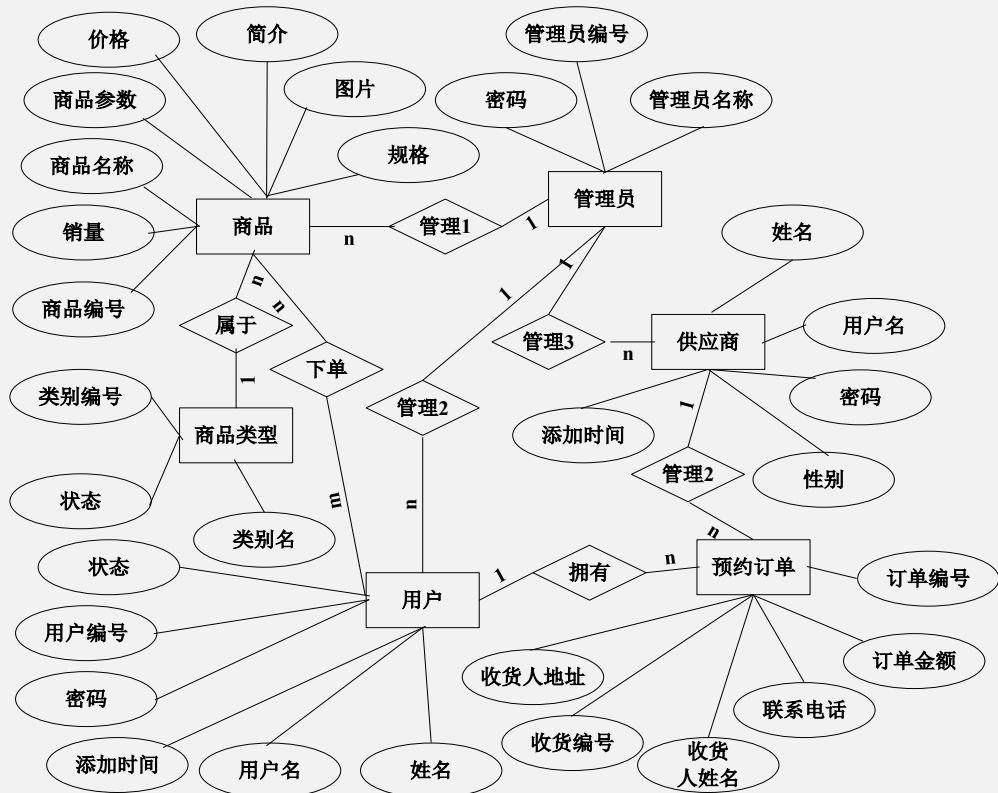 价格
简介
管理员编号
商品参数
图片
密码
管理员名称
商品名称
规格
商品
n
管理1
1
管理员
销量
姓名
商品编号
n
n
1
1
属于
管理3
n
供应商
用户名
下单
1
类别编号
管理2
1
密码
商品类型
添加时间
管理2
性别
状态
m
n
n
类别名
状态
用户
1
拥有
n
预约订单
订单编号
用户编号
收货人地址
订单金额
密码
联系电话
收货编号
收货
人姓名
添加时间
用户名
姓名